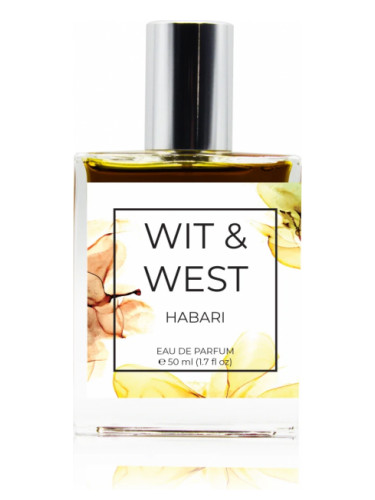 WIT &
WEST
HABARI
EAU DE PARFUM
℮ 50 ml (1.7 fl oz)